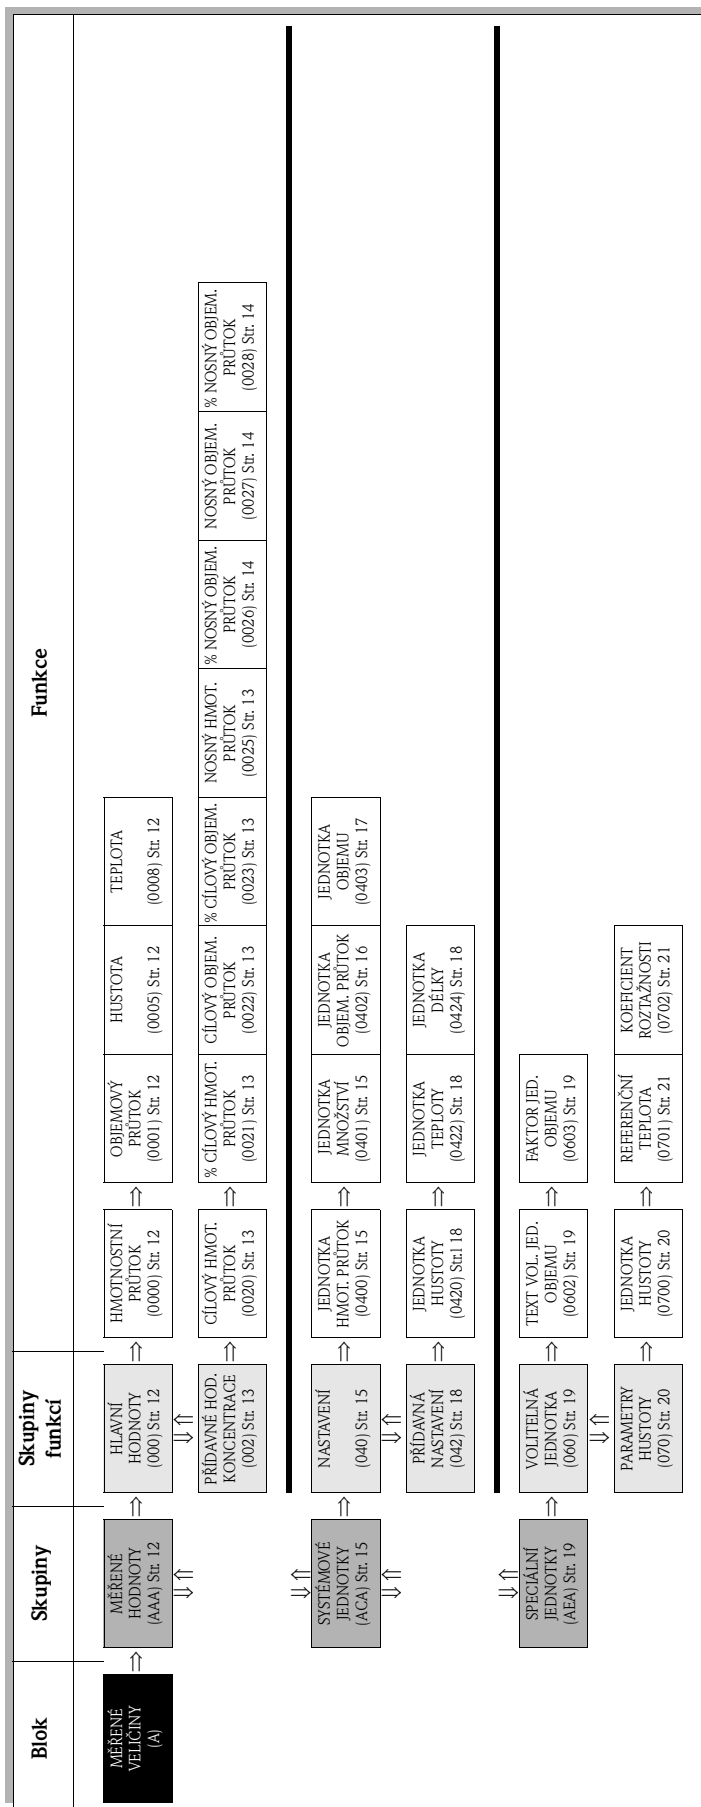 Blok
Skupiny
Skupiny
funkcí
Funkce
MĚŘENÉ
VELIČINY
(A)
⇒
MĚŘENÉ
HODNOTY
(AAA) Str. 12
⇒
HLAVNÍ
HODNOTY
(000) Str. 12
⇒
HMOTNOSTNÍ
PRŮTOK
(0000) Str. 12
⇒
OBJEMOVÝ
PRŮTOK
(0001) Str. 12
HUSTOTA
(0005) Str. 12
TEPLOTA
(0008) Str. 12
PŘÍDAVNÉ HOD.
KONCENTRACE
(002) Str. 13
⇒
CÍLOVÝ HMOT.
PRŮTOK
(0020) Str. 13
⇒
% CÍLOVÝ HMOT.
PRŮTOK
(0021) Str. 13
CÍLOVÝ OBJEM.
PRŮTOK
(0022) Str. 13
% CÍLOVÝ OBJEM.
PRŮTOK
(0023) Str. 13
NOSNÝ HMOT.
PRŮTOK
(0025) Str. 13
% NOSNÝ OBJEM.
PRŮTOK
(0026) Str. 14
NOSNÝ OBJEM.
PRŮTOK
(0027) Str. 14
% NOSNÝ OBJEM.
PRŮTOK
(0028) Str. 14
SYSTÉMOVÉ
JEDNOTKY
(ACA) Str. 15
⇒
NASTAVENÍ
(040) Str. 15
⇒
JEDNOTKA
HMOT. PRŮTOK
(0400) Str. 15
⇒
JEDNOTKA
MNOŽSTVÍ
(0401) Str. 15
JEDNOTKA
OBJEM. PRŮTOK
(0402) Str. 16
JEDNOTKA
OBJEMU
(0403) Str. 17
PŘÍDAVNÁ
NASTAVENÍ
(042) Str. 18
⇒
JEDNOTKA
HUSTOTY
(0420) Str.l 18
⇒
JEDNOTKA
TEPLOTY
(0422) Str. 18
JEDNOTKA
DÉLKY
(0424) Str. 18
SPECIÁLNÍ
JEDNOTKY
(AEA) Str. 19
⇒
VOLITELNÁ
JEDNOTKA
(060) Str. 19
⇒
TEXT VOL. JED.
OBJEMU
(0602) Str. 19
⇒
FAKTOR JED.
OBJEMU
(0603) Str. 19
PARAMETRY
HUSTOTY
(070) Str. 20
⇒
JEDNOTKA
HUSTOTY
(0700) Str. 20
⇒
REFERENČNÍ
TEPLOTA
(0701) Str. 21
KOEFICIENT
ROZTAŽNOSTI
(0702) Str. 21